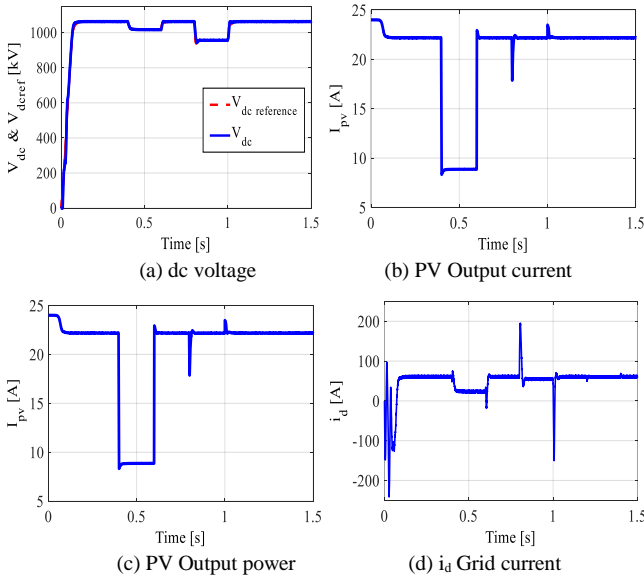 V_dc & V_dcref [kV]
1000
800
600
400
200
0
V_dc reference
V_dc
0
0.5
1
1.5
Time [s]
(a) dc voltage
I_pv [A]
25
20
15
10
5
0
0.5
1
1.5
Time [s]
(b) PV Output current
I_pv [A]
25
20
15
10
5
0
0.5
1
1.5
Time [s]
(c) PV Output power
i_d [A]
200
100
0
-100
-200
0
0.5
1
1.5
Time [s]
(d) i_d Grid current